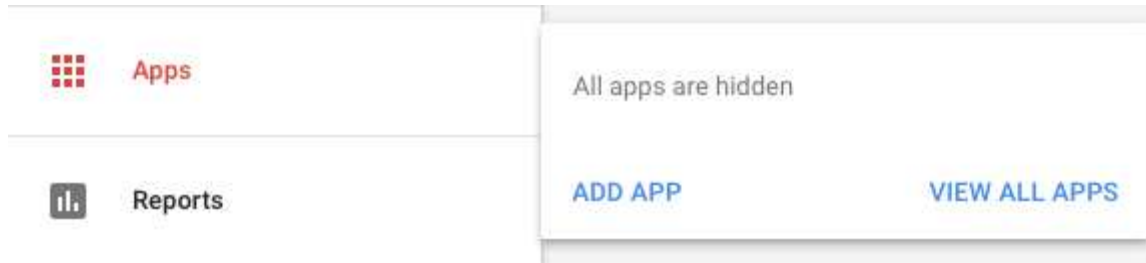 Apps
All apps are hidden
Reports
ADD APP
VIEW ALL APPS